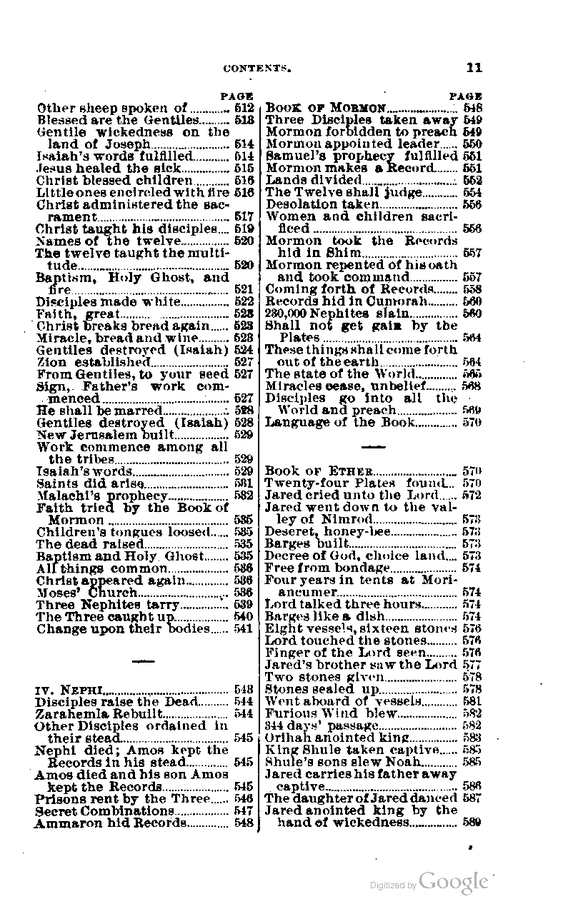 CONTENTS. 11
PAGE
Other sheep spoken of ............ 512
Blessed are the Gentiles......... 513
Gentile wickedness on the
land of Joseph..................... 514
Isaiah's words fulfilled........... 514
Jesus healed the sick............... 515
Christ blessed children........... 516
Little ones encircled with fire 516
Christ administered the sac-
rament................................ 517
Christ taught his disciples.... 519
Names of the twelve............... 520
The twelve taught the multi-
tude.................................... 520
Baptism, Holy Ghost, and
fire...................................... 521
Disciples made white.............. 522
Faith, great............................ 523
Christ breaks bread again...... 523
Miracle, bread and wine......... 523
Gentiles destroyed (Isaiah) 524
Zion established..................... 527
From Gentiles, to your seed 527
Sign, Father's work com-
menced............................... 527
He shall be marred................. 528
Gentiles destroyed (Isaiah) 528
New Jerusalem built............... 529
Work commence among all
the tribes............................ 529
Isaiah's words........................ 529
Saints did arise...................... 531
Malachi's prophecy................. 532
Faith tried by the Book of
Mormon .............................. 535
Children's tongues loosed..... 535
The dead raised...................... 535
Baptism and Holy Ghost....... 535
All things common................. 536
Christ appeared again............ 536
Moses' Church........................ 536
Three Nephites tarry.............. 539
The Three caught up.............. 540
Change upon their bodies...... 541
IV. NEPHI................................ 543
Disciples raise the Dead......... 544
Zarahemla Rebuilt.................. 544
Other Disciples ordained in
their stead........................... 545
Nephi died; Amos kept the
Records in his stead............ 545
Amos died and his son Amos
kept the Records................. 545
Prisons rent by the Three...... 546
Secret Combinations............... 547
Ammaron hid Records............ 548
PAGE
BOOK OF MORMON..................... 548
Three Disciples taken away 549
Mormon forbidden to preach 549
Mormon appointed leader...... 550
Samuel's prophecy fulfilled 551
Mormon makes a Record....... 551
Lands divided......................... 552
The Twelve shall judge.......... 554
Desolation taken..................... 556
Women and children sacri-
ficed .................................... 556
Mormon took the Records
hid in Shim......................... 557
Mormon repented of his oath
and took command.............. 557
Coming forth of Records........ 558
Records hid in Cumorah......... 560
230,000 Nephites slain............. 560
Shall not get gain by the
Plates .................................. 564
These things shall come forth
out of the earth................... 564
The state of the World............ 565
Miracles cease, unbelief......... 568
Disciples go into all the
World and preach................ 569
Language of the Book............ 570
BOOK OF ETHER........................ 570
Twenty-four Plates found.. 570
Jared cried unto the Lord..... 572
Jared went down to the val-
ley of Nimrod...................... 573
Deseret, honey-bee................. 573
Barges built............................ 573
Decree of God, choice land.... 573
Free from bondage................. 574
Four years in tents at Mori-
ancumer.............................. 574
Lord talked three hours.......... 574
Barges like a dish................... 574
Eight vessels, sixteen stones 576
Lord touched the stones......... 576
Finger of the Lord seen.......... 576
Jared's brother saw the Lord 577
Two stones given.................... 578
Stones sealed up..................... 578
Went aboard of vessels.......... 581
Furious Wind blew................. 582
344 days' passage.................... 582
Orihah anointed king.............. 583
King Shule taken captive..... 585
Shule's sons slew Noah........... 585
Jared carries his father away
captive................................ 586
The daughter of Jared danced 587
Jared anointed king by the
hand of wickedness.............. 589
Digitized by Google